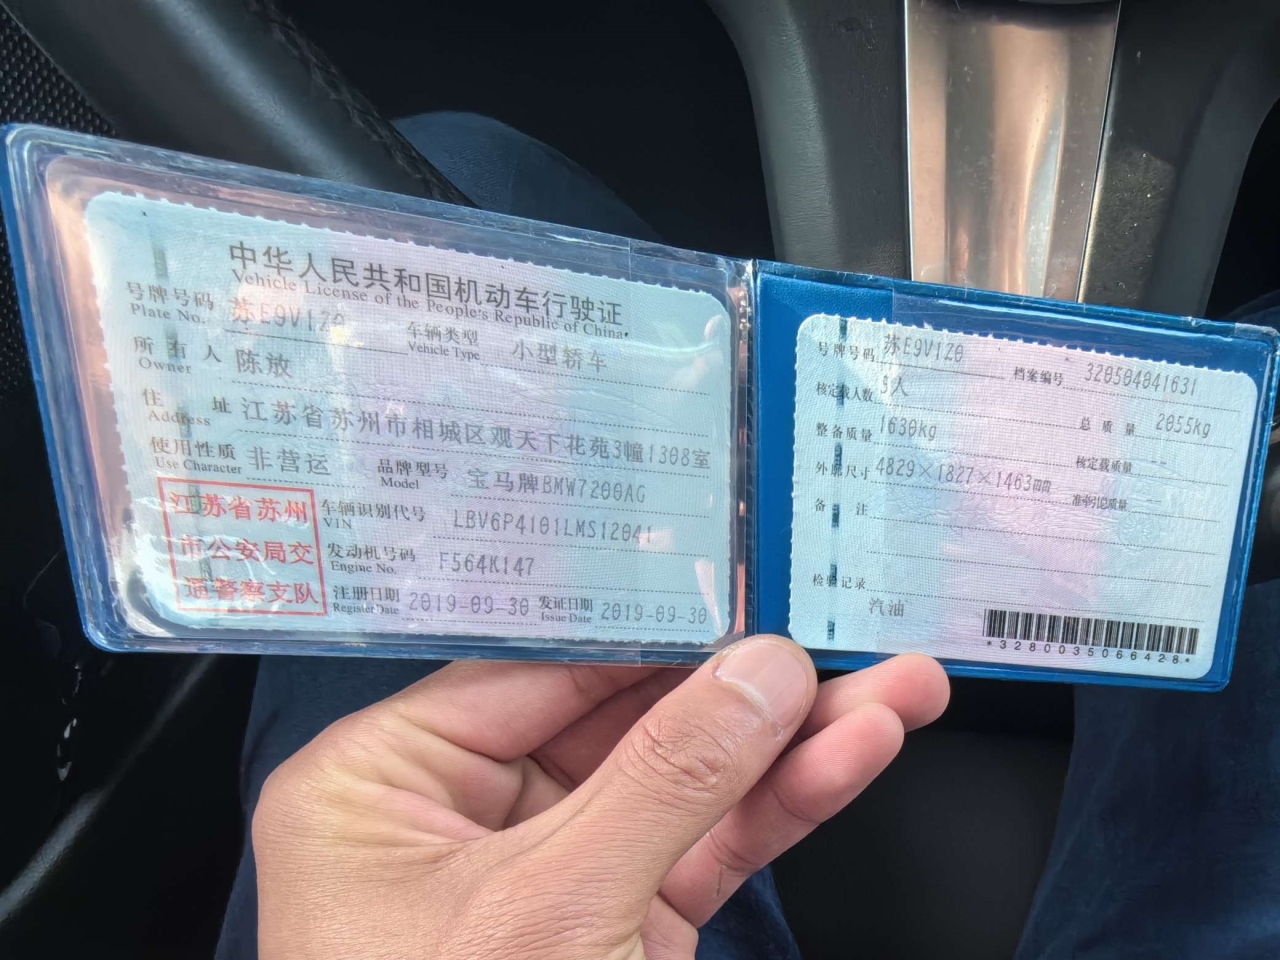 中华人民共和国机动车行驶证
Vehicle License of the People's Republic of China
号牌号码 苏E9V1Z0 车辆类型 小型轿车
Plate No. Vehicle Type
所有人 陈放
Owner
住址 江苏省苏州市相城区观天下花苑3幢1308室
Address
使用性质 非营运 品牌型号 宝马牌BMW7200AG
Use Character Model
江苏省苏州
市公安局交
通警察支队
车辆识别代号 LBV6P4101LMS12041
VIN
发动机号码 F564K147
Engine No.
注册日期 2019-09-30 发证日期 2019-09-30
Register Date Issue Date
号牌号码 苏E9V1Z0 档案编号 320504041631
核定载人数 5人 总质量 2055kg
整备质量 1630kg 核定载质量 --
外廓尺寸 4829×1827×1463mm 准牵引总质量 --
备注
检验记录
汽油
*3280035066428*